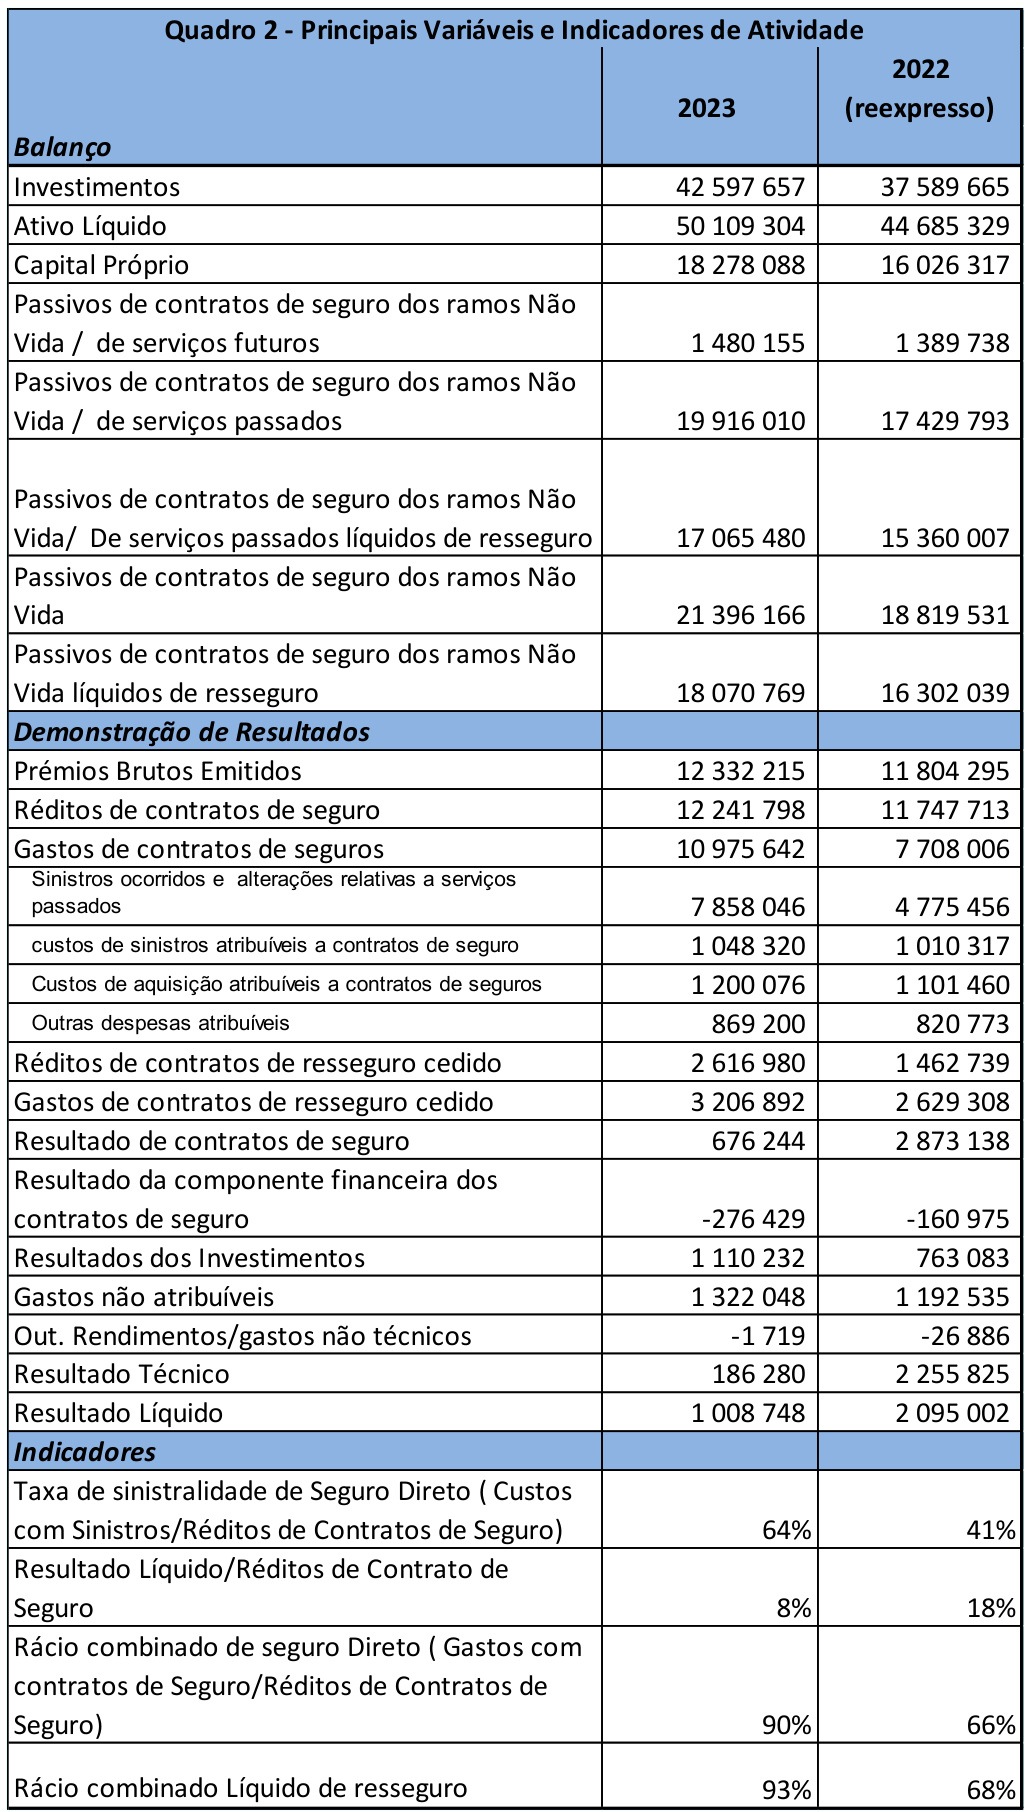 Quadro 2 - Principais Variáveis e Indicadores de Atividade
Balanço 2023 2022
(reexpresso)
Investimentos 42 597 657 37 589 665
Ativo Líquido 50 109 304 44 685 329
Capital Próprio 18 278 088 16 026 317
Passivos de contratos de seguro dos ramos Não
Vida / de serviços futuros 1 480 155 1 389 738
Passivos de contratos de seguro dos ramos Não
Vida / de serviços passados 19 916 010 17 429 793
Passivos de contratos de seguro dos ramos Não
Vida/ De serviços passados líquidos de resseguro 17 065 480 15 360 007
Passivos de contratos de seguro dos ramos Não
Vida 21 396 166 18 819 531
Passivos de contratos de seguro dos ramos Não
Vida líquidos de resseguro 18 070 769 16 302 039
Demonstração de Resultados
Prémios Brutos Emitidos 12 332 215 11 804 295
Réditos de contratos de seguro 12 241 798 11 747 713
Gastos de contratos de seguros 10 975 642 7 708 006
Sinistros ocorridos e alterações relativas a serviços
passados 7 858 046 4 775 456
custos de sinistros atribuíveis a contratos de seguro 1 048 320 1 010 317
Custos de aquisição atribuíveis a contratos de seguros 1 200 076 1 101 460
Outras despesas atribuíveis 869 200 820 773
Réditos de contratos de resseguro cedido 2 616 980 1 462 739
Gastos de contratos de resseguro cedido 3 206 892 2 629 308
Resultado de contratos de seguro 676 244 2 873 138
Resultado da componente financeira dos
contratos de seguro -276 429 -160 975
Resultados dos Investimentos 1 110 232 763 083
Gastos não atribuíveis 1 322 048 1 192 535
Out. Rendimentos/gastos não técnicos -1 719 -26 886
Resultado Técnico 186 280 2 255 825
Resultado Líquido 1 008 748 2 095 002
Indicadores
Taxa de sinistralidade de Seguro Direto ( Custos
com Sinistros/Réditos de Contratos de Seguro) 64% 41%
Resultado Líquido/Réditos de Contrato de
Seguro 8% 18%
Rácio combinado de seguro Direto ( Gastos com
contratos de Seguro/Réditos de Contratos de
Seguro) 90% 66%
Rácio combinado Líquido de resseguro 93% 68%